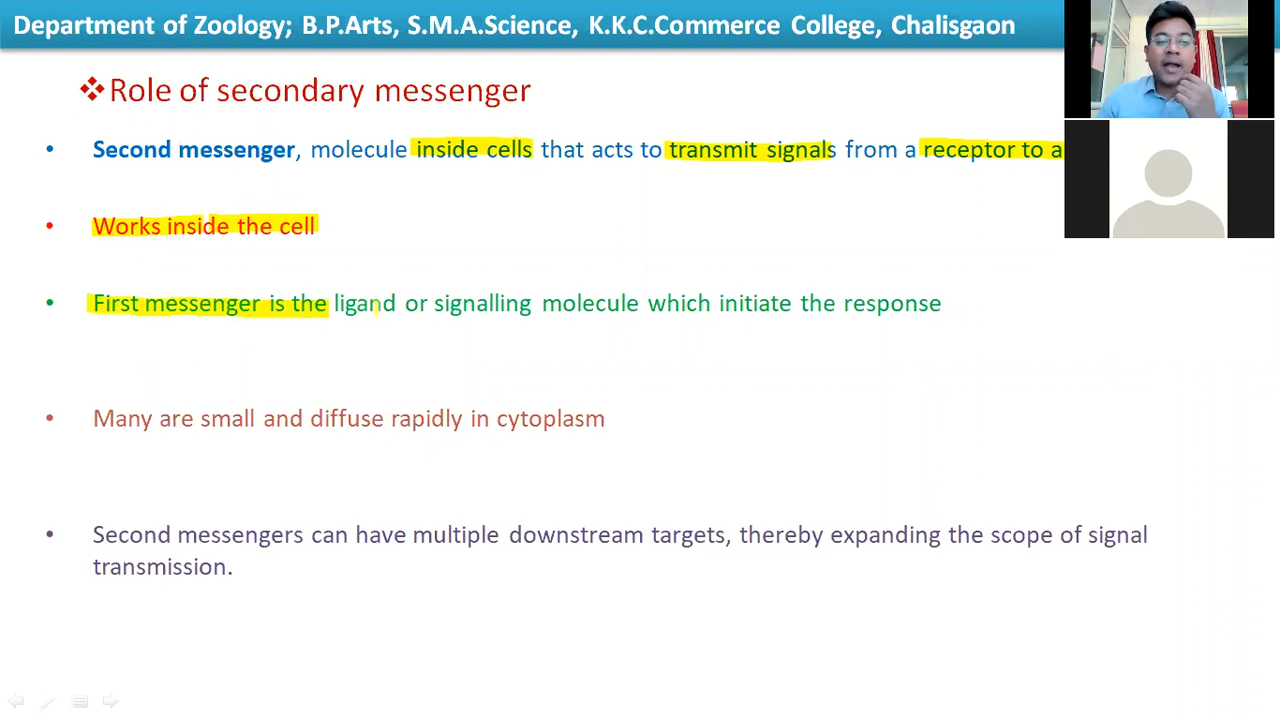 Department of Zoology; B.P.Arts, S.M.A.Science, K.K.C.Commerce College, Chalisgaon
❖Role of secondary messenger
• Second messenger, molecule inside cells that acts to transmit signals from a receptor to a
• Works inside the cell
• First messenger is the ligand or signalling molecule which initiate the response
• Many are small and diffuse rapidly in cytoplasm
• Second messengers can have multiple downstream targets, thereby expanding the scope of signal
transmission.